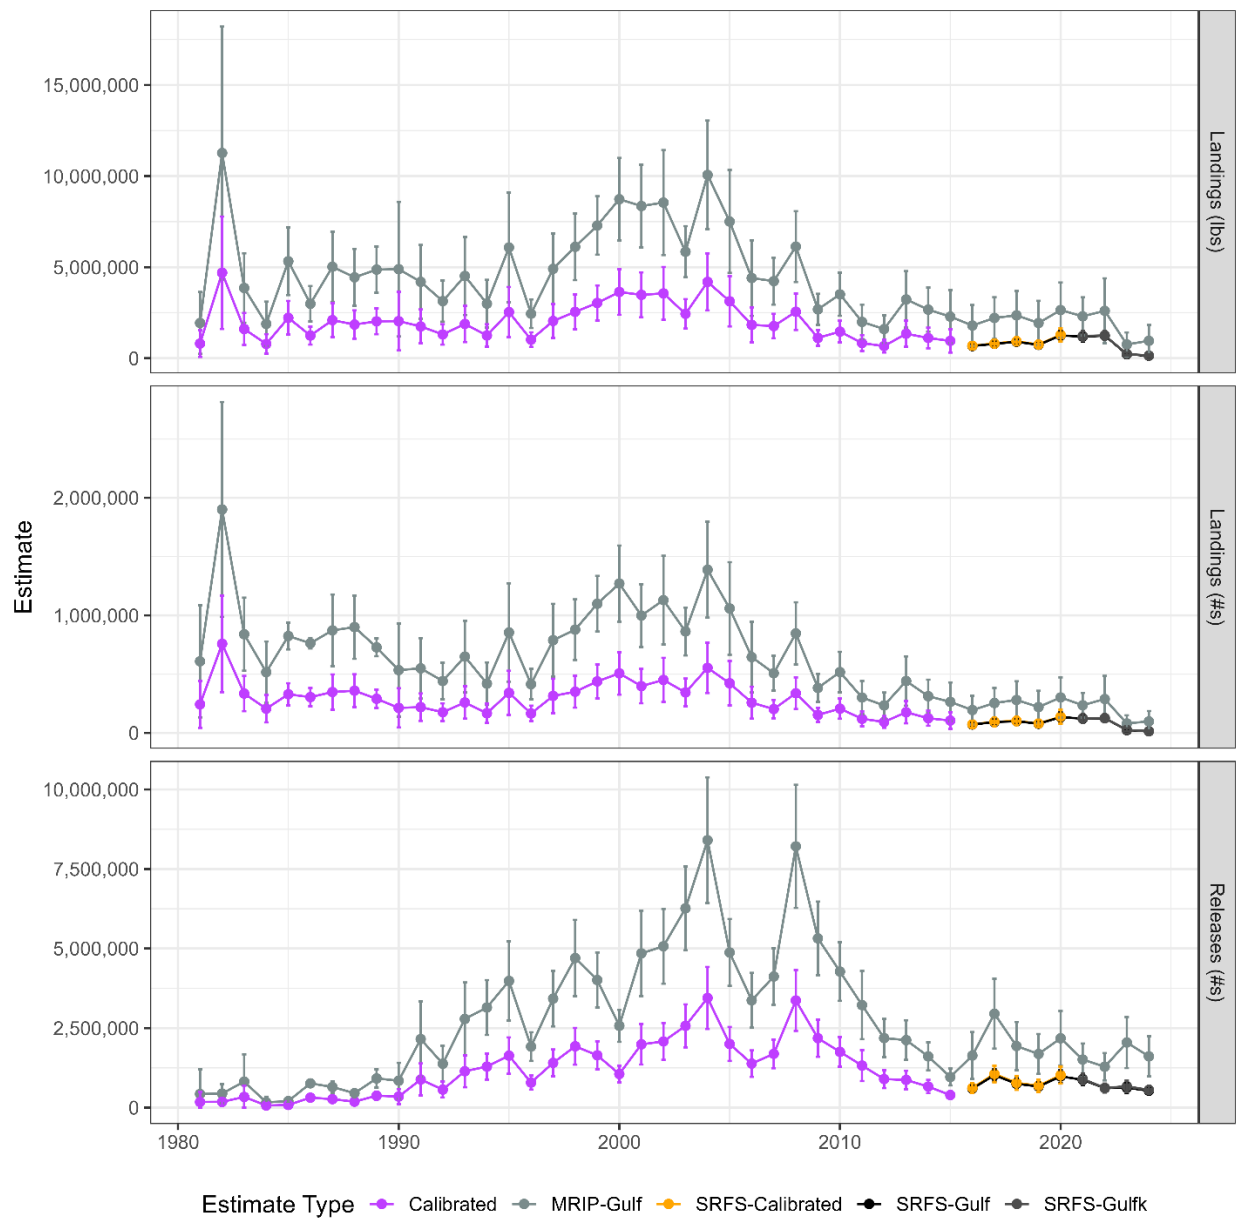 15,000,000
10,000,000
5,000,000
0
Landings (lbs)
2,000,000
1,000,000
0
Landings (#s)
10,000,000
7,500,000
5,000,000
2,500,000
0
Releases (#s)
Estimate
1980 1990 2000 2010 2020
Estimate Type Calibrated MRIP-Gulf SRFS-Calibrated SRFS-Gulf SRFS-Gulfk